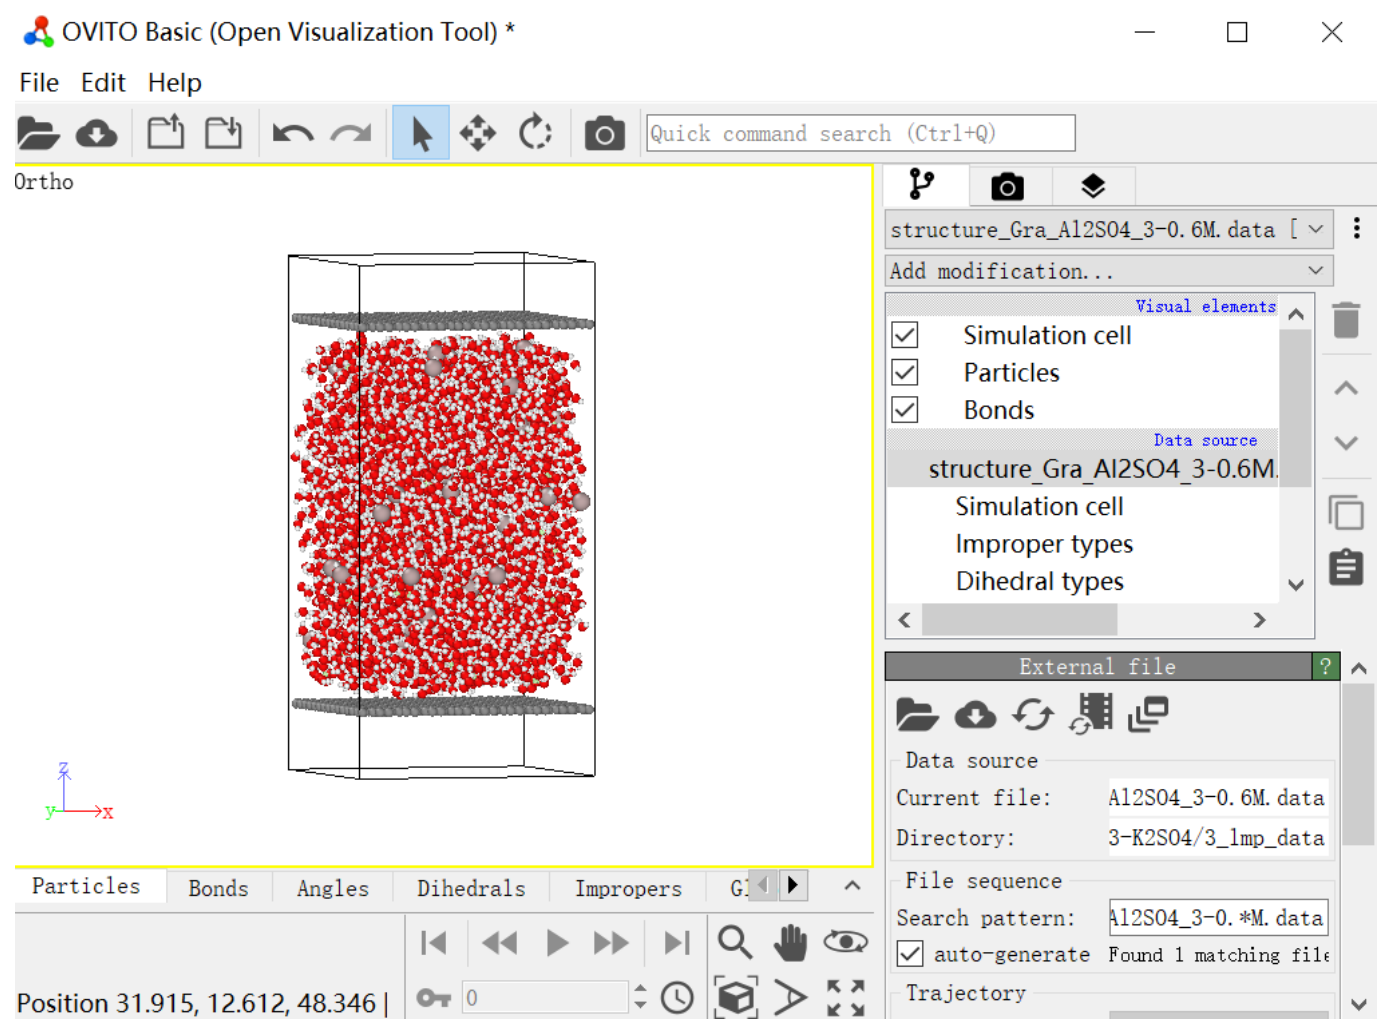 OVITO Basic (Open Visualization Tool) *
File Edit Help
Quick command search (Ctrl+Q)
Ortho
structure_Gra_Al2SO4_3-0.6M.data [
Add modification...
Visual elements
Simulation cell
Particles
Bonds
Data source
structure_Gra_Al2SO4_3-0.6M.
Simulation cell
Improper types
Dihedral types
External file ?
Data source
Current file: Al2SO4_3-0.6M.data
Directory: 3-K2SO4/3_lmp_data
File sequence
Search pattern: Al2SO4_3-0.*M.data
auto-generate Found 1 matching file
Trajectory
z
y x
Particles Bonds Angles Dihedrals Impropers Gl
0
Position 31.915, 12.612, 48.346 |